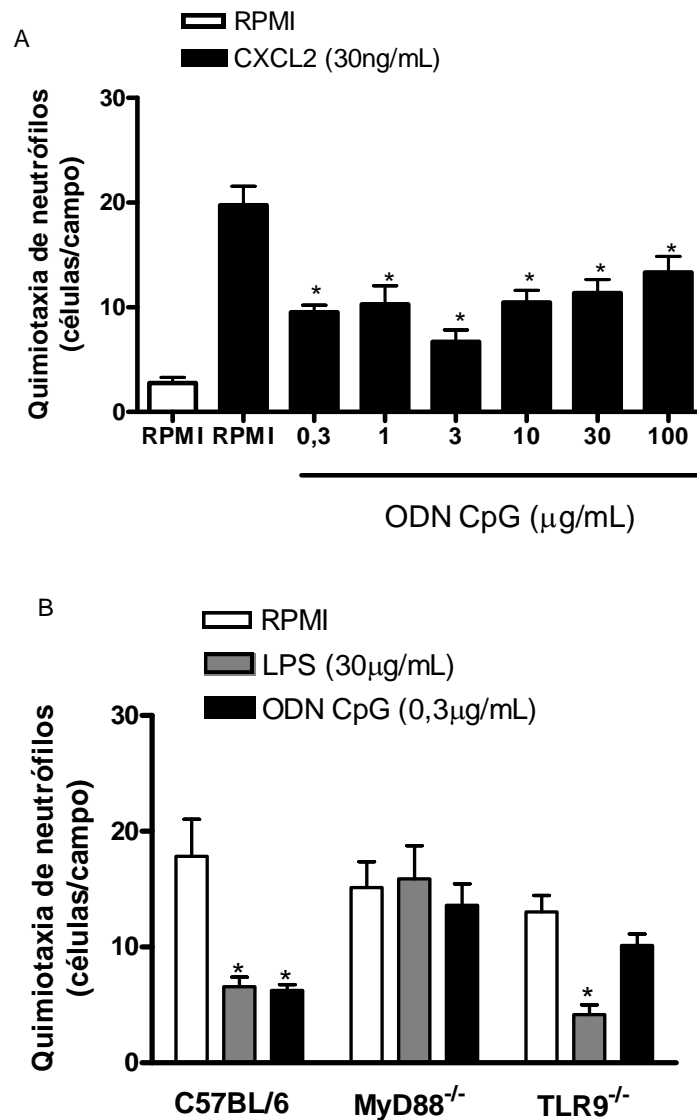 A
RPMI
CXCL2 (30ng/mL)
Quimiotaxia de neutrófilos
(células/campo)
30
20
10
0
* * * * * *
RPMI RPMI 0,3 1 3 10 30 100
ODN CpG (µg/mL)
B
RPMI
LPS (30µg/mL)
ODN CpG (0,3µg/mL)
Quimiotaxia de neutrófilos
(células/campo)
30
20
10
0
* * *
C57BL/6 MyD88-/- TLR9-/-